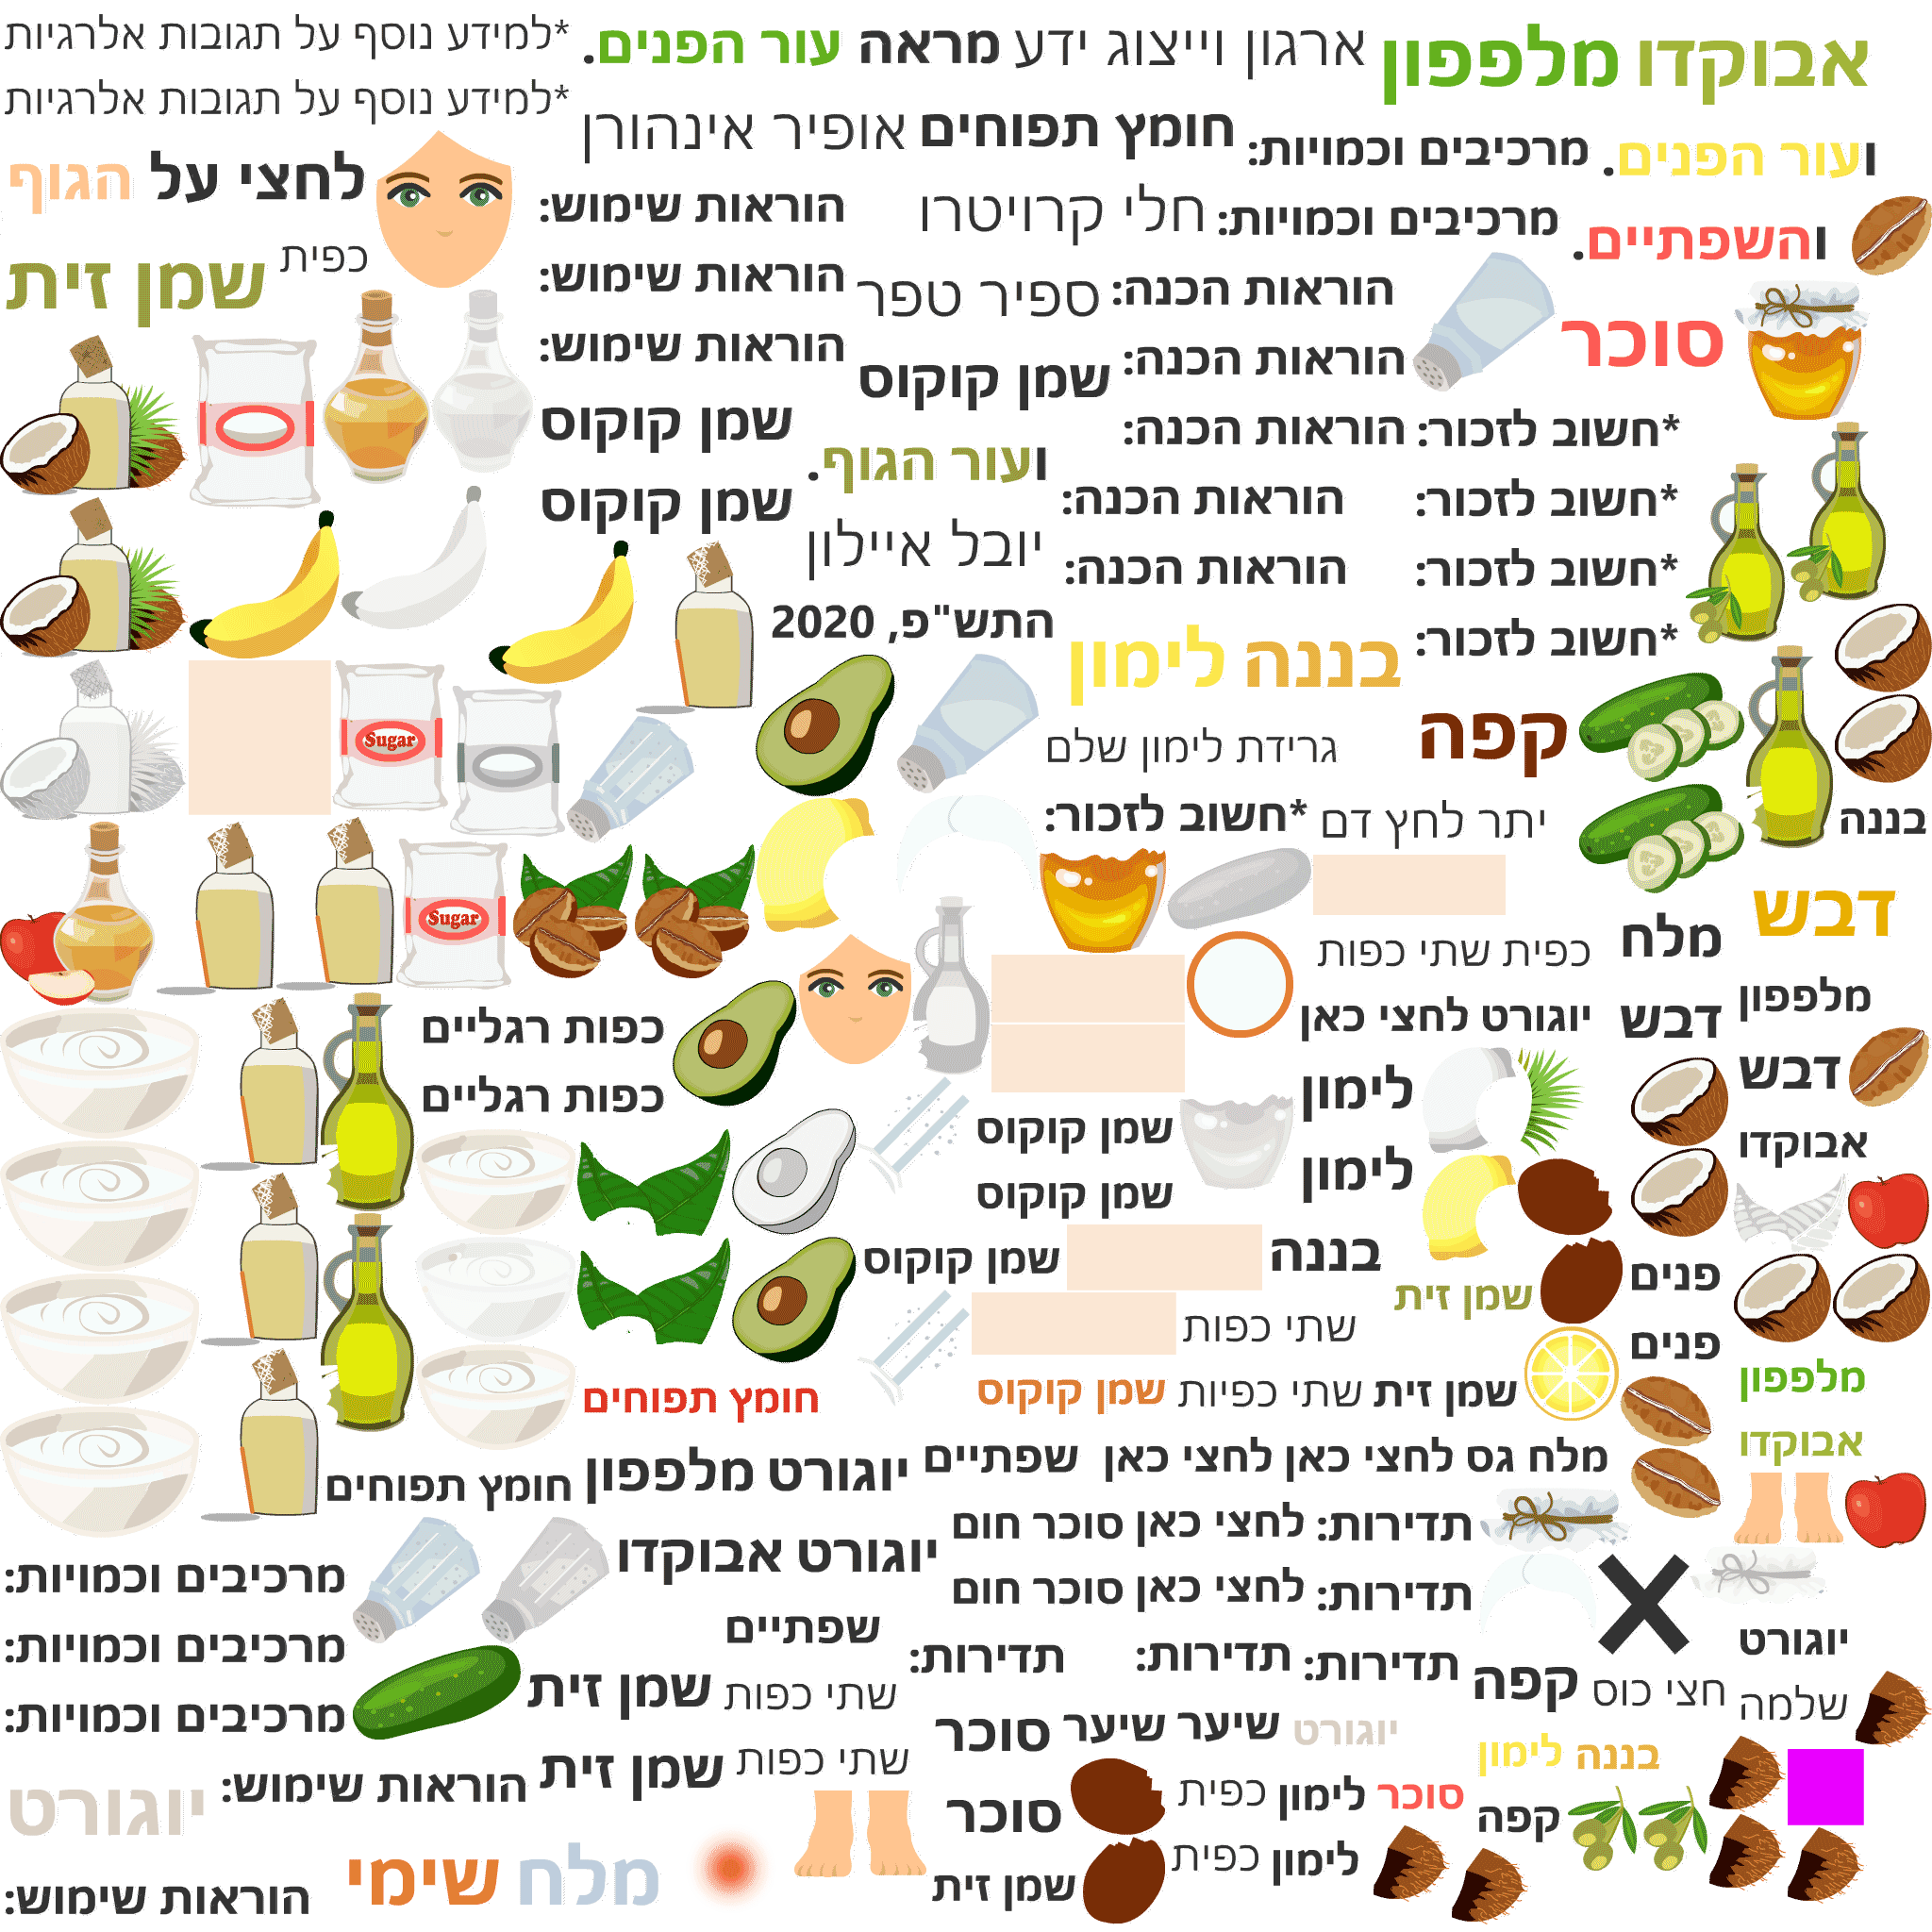 *למידע נוסף על תגובות אלרגיות
*למידע נוסף על תגובות אלרגיות
אבוקדו מלפפון
ארגון וייצוג ידע
מראה עור הפנים.
חומץ תפוחים
אופיר אינהורן
מרכיבים וכמויות:
ועור הפנים.
לחצי על הגוף
הוראות שימוש:
חלי קרויטרו
מרכיבים וכמויות:
והשפתיים.
שמן זית
כפית
הוראות שימוש:
ספיר טפר
הוראות הכנה:
סוכר
הוראות שימוש:
שמן קוקוס
הוראות הכנה:
שמן קוקוס
ועור הגוף.
הוראות הכנה:
*חשוב לזכור:
שמן קוקוס
יובל איילון
הוראות הכנה:
*חשוב לזכור:
הוראות הכנה:
*חשוב לזכור:
התש"פ, 2020
בננה לימון
*חשוב לזכור:
גרידת לימון שלם
קפה
Sugar
*חשוב לזכור:
יתר לחץ דם
בננה
Sugar
דבש
מלח
כפית שתי כפות
מלפפון
יוגורט לחצי כאן
דבש
כפות רגליים
דבש
כפות רגליים
לימון
שמן קוקוס
אבוקדו
לימון
שמן קוקוס
בננה
שמן קוקוס
פנים
שמן זית
שתי כפות
פנים
מלפפון
חומץ תפוחים
שמן זית שתי כפיות שמן קוקוס
אבוקדו
מלח גס לחצי כאן לחצי כאן
שפתיים
יוגורט מלפפון
חומץ תפוחים
תדירות: לחצי כאן סוכר חום
יוגורט אבוקדו
מרכיבים וכמויות:
תדירות: לחצי כאן סוכר חום
שפתיים
מרכיבים וכמויות:
יוגורט
תדירות: תדירות:
תדירות:
שמן זית
שתי כפות
קפה
חצי כוס
שלמה
מרכיבים וכמויות:
יוגורט
שיער שיער
סוכר
בננה לימון
שתי כפות
שמן זית
הוראות שימוש:
יוגורט
סוכר לימון כפית
קפה
סוכר
לימון כפית
שמן זית
מלח שימי
הוראות שימוש: